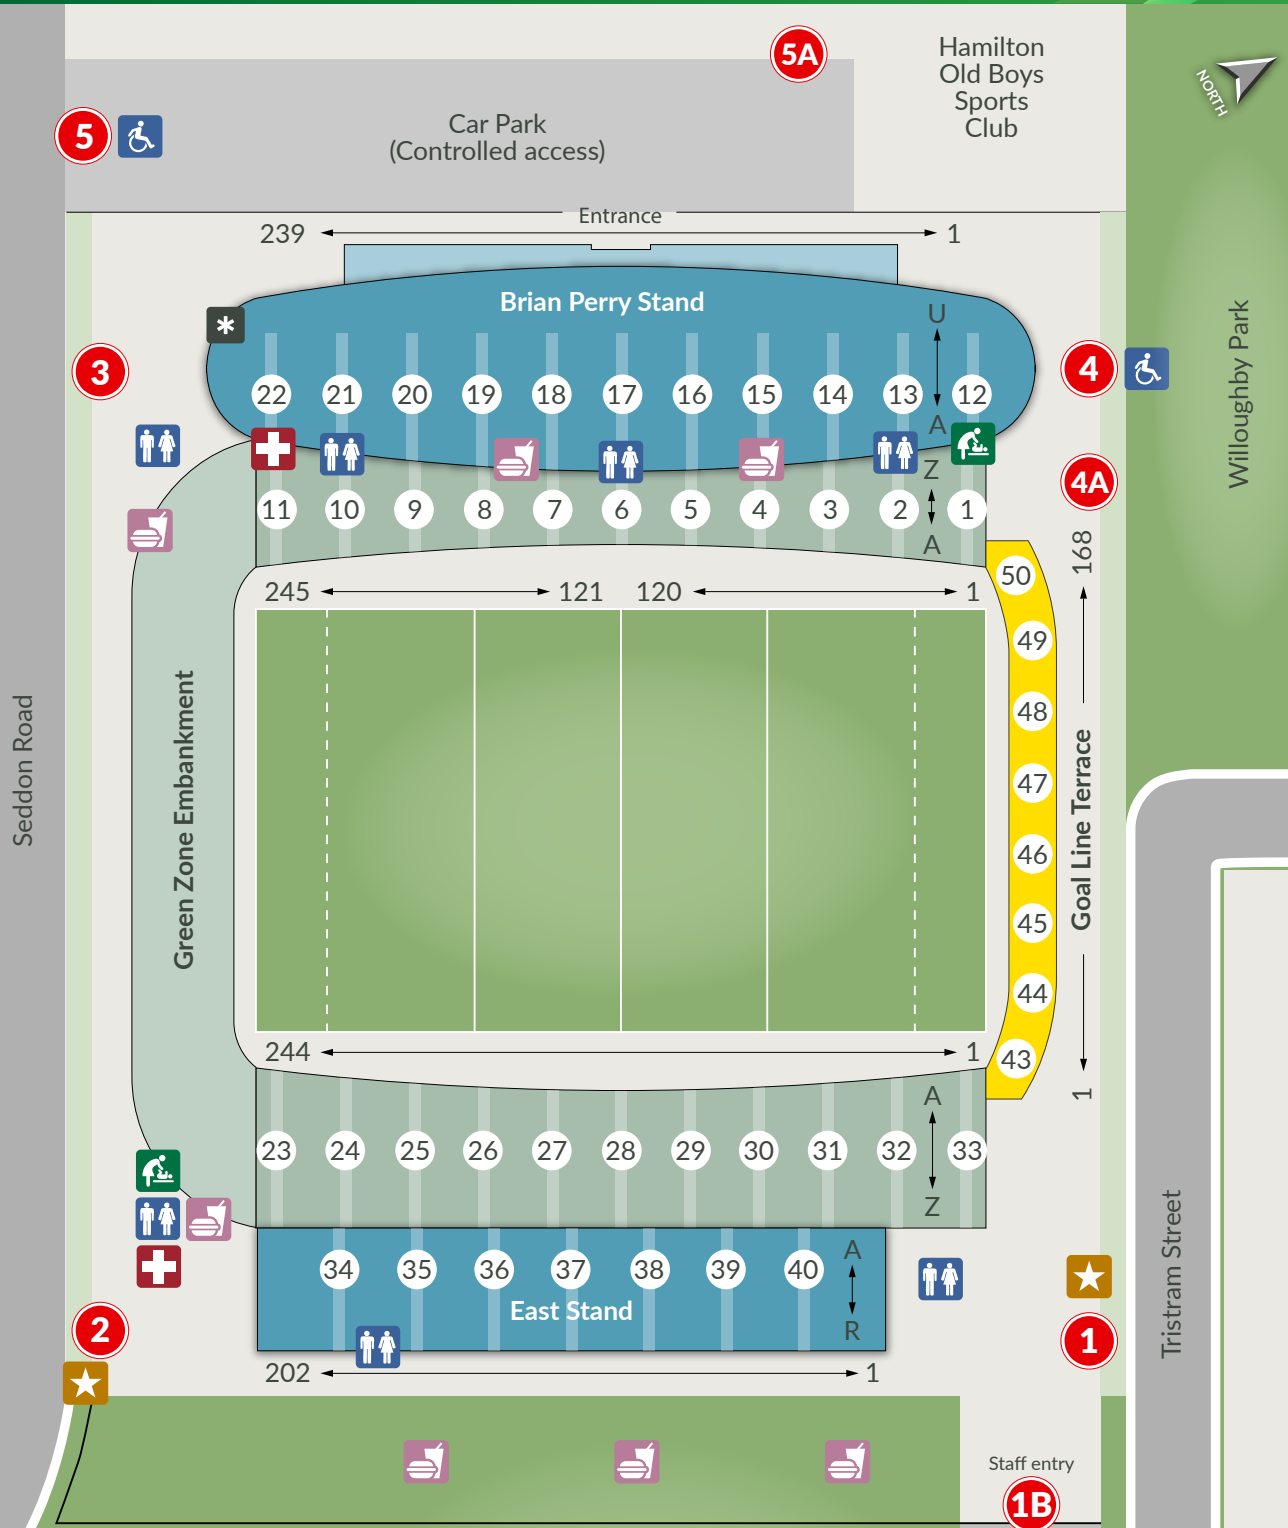 5A
Hamilton
Old Boys
Sports
Club
NORTH
5
Car Park
(Controlled access)
Entrance
239
1
Brian Perry Stand
U
*
3
4
22
21
20
19
18
17
16
15
14
13
12
A
Willoughby Park
Z
4A
11
10
9
8
7
6
5
4
3
2
1
A
168
50
245
121
120
1
49
48
Green Zone Embankment
Seddon Road
47
Goal Line Terrace
46
45
44
43
244
1
1
A
23
24
25
26
27
28
29
30
31
32
33
Z
Tristram Street
34
35
36
37
38
39
40
A
East Stand
R
2
1
202
1
Staff entry
1B